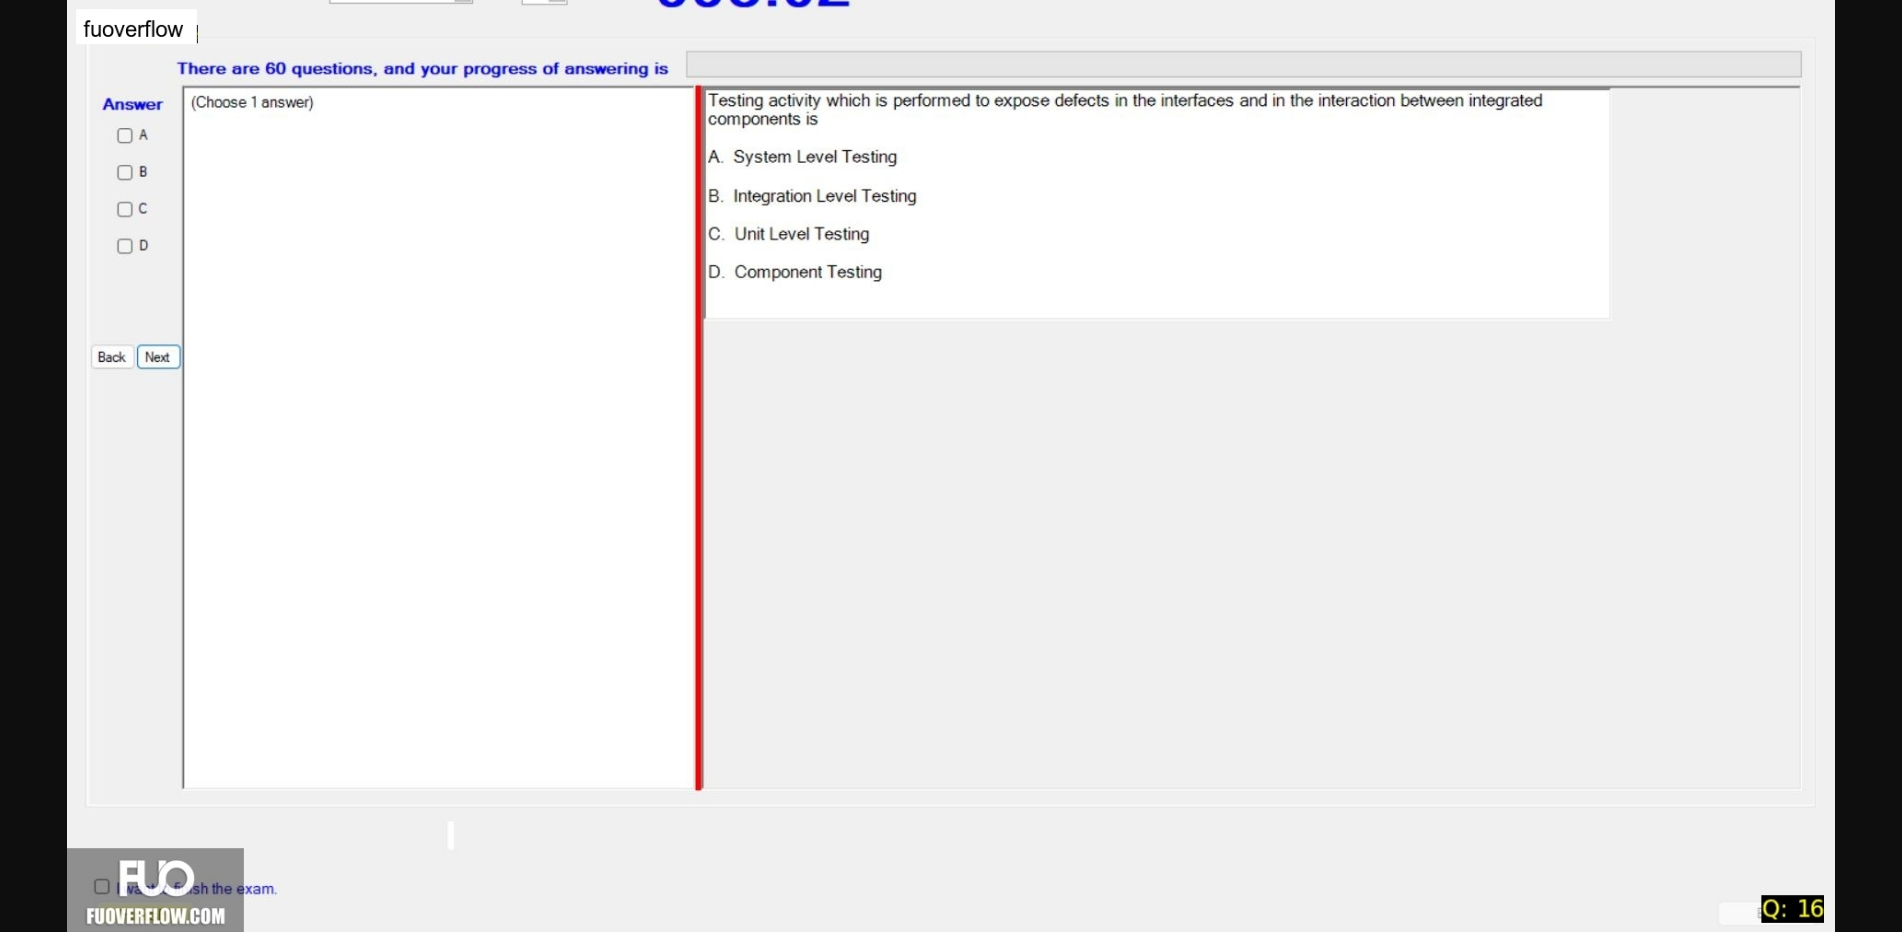 fuoverflow
There are 60 questions, and your progress of answering is
Answer
A
B
C
D
Back
Next
(Choose 1 answer)
Testing activity which is performed to expose defects in the interfaces and in the interaction between integrated
components is
A. System Level Testing
B. Integration Level Testing
C. Unit Level Testing
D. Component Testing
FUO
sh the exam.
FUOVERFLOW.COM
Q: 16